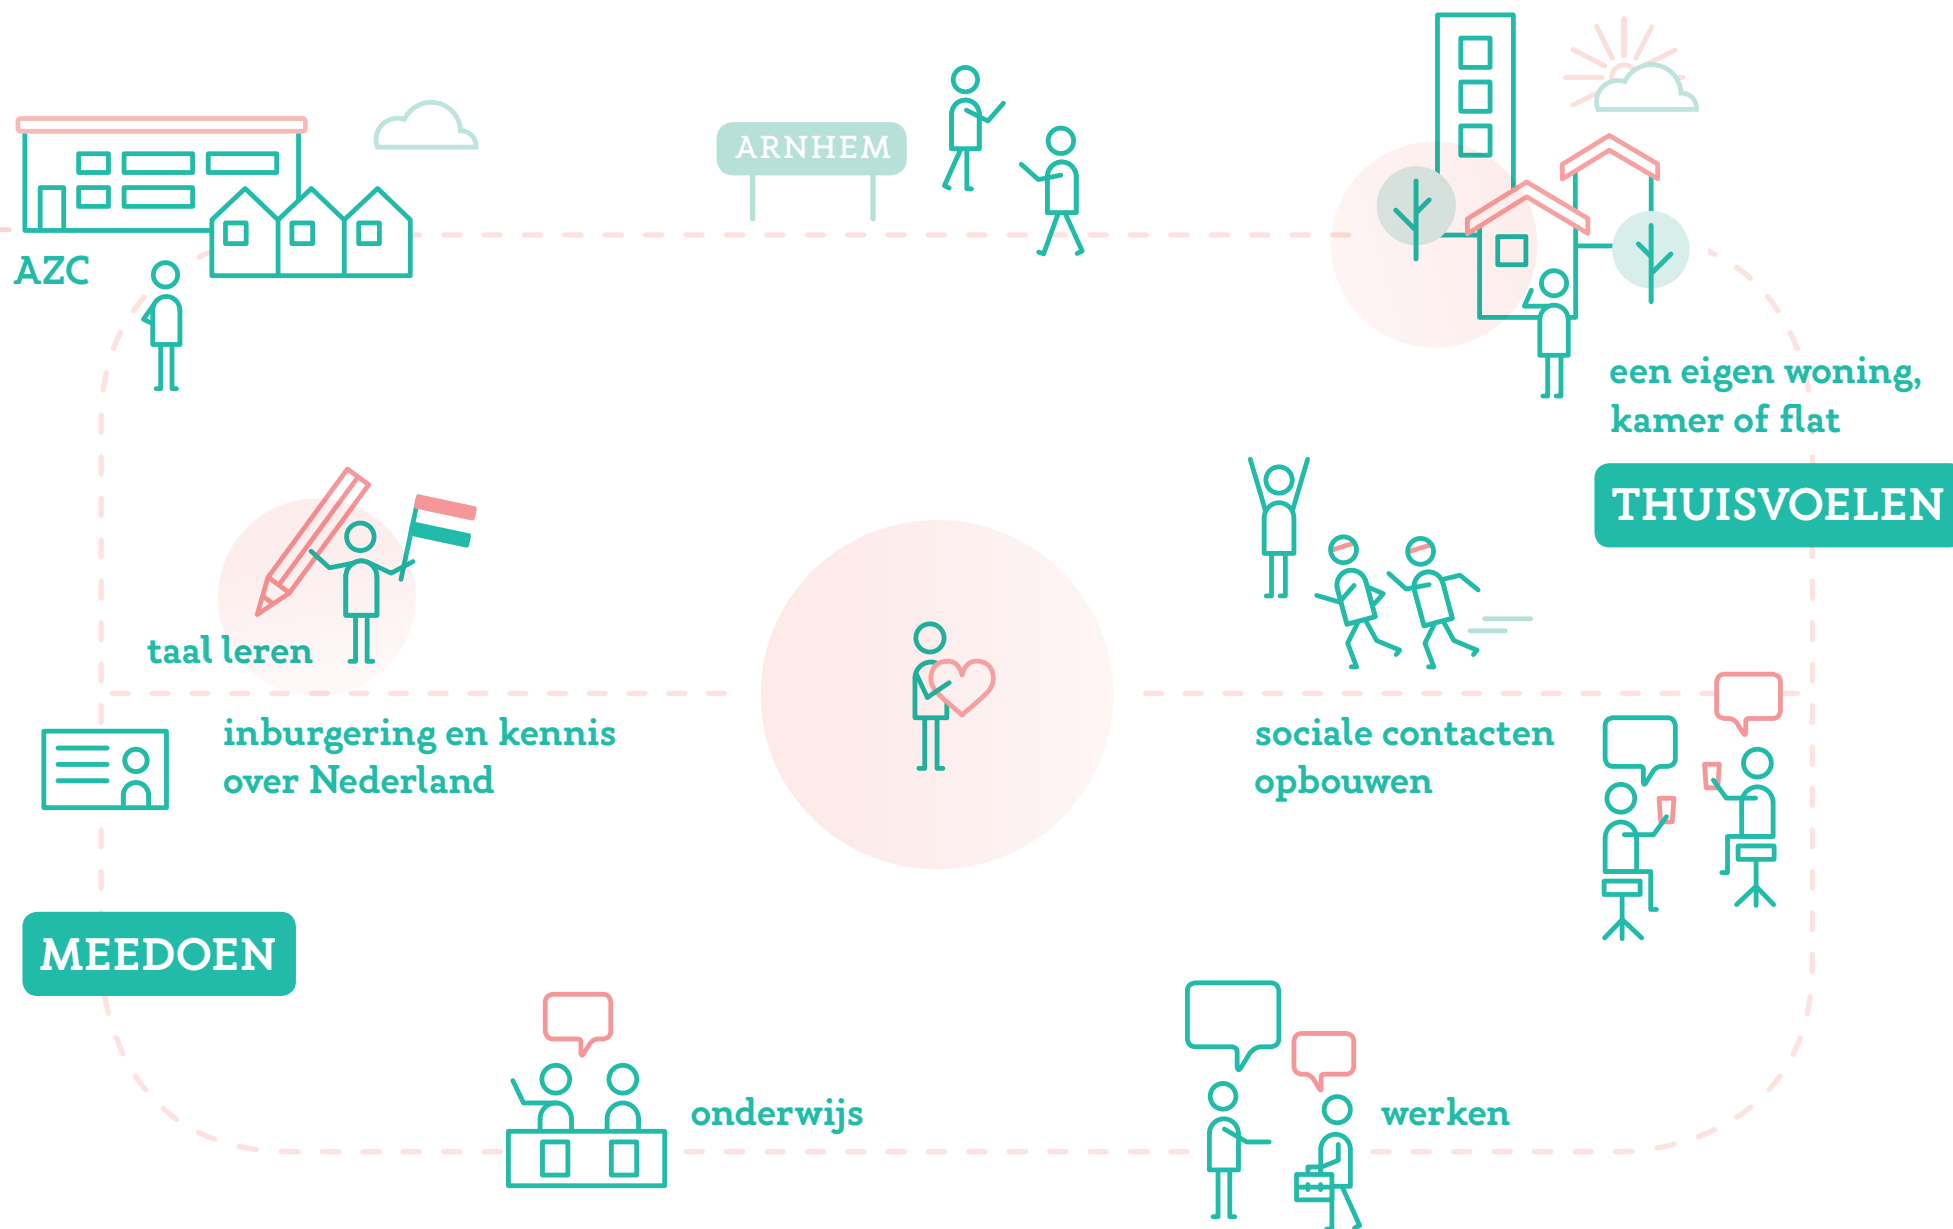 ARNHEM
AZC
een eigen woning,
kamer of flat
THUISVOELEN
taal leren
inburgering en kennis
over Nederland
sociale contacten
opbouwen
MEEDOEN
onderwijs
werken